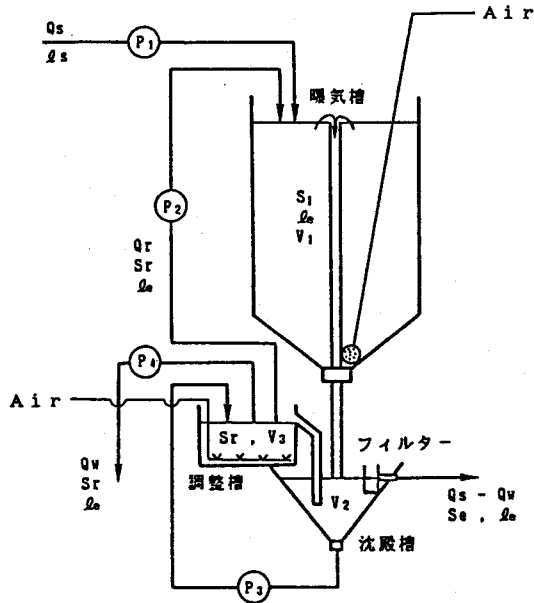 Air
Qs
ℓs
P₁
曝気槽
S₁
ℓe
V₁
P₂
Qr
Sr
ℓe
P₄
Air
Sr , V₃
調整槽
フィルター
Qw
Sr
ℓe
V₂
Qs - Qw
Se , ℓe
沈殿槽
P₃